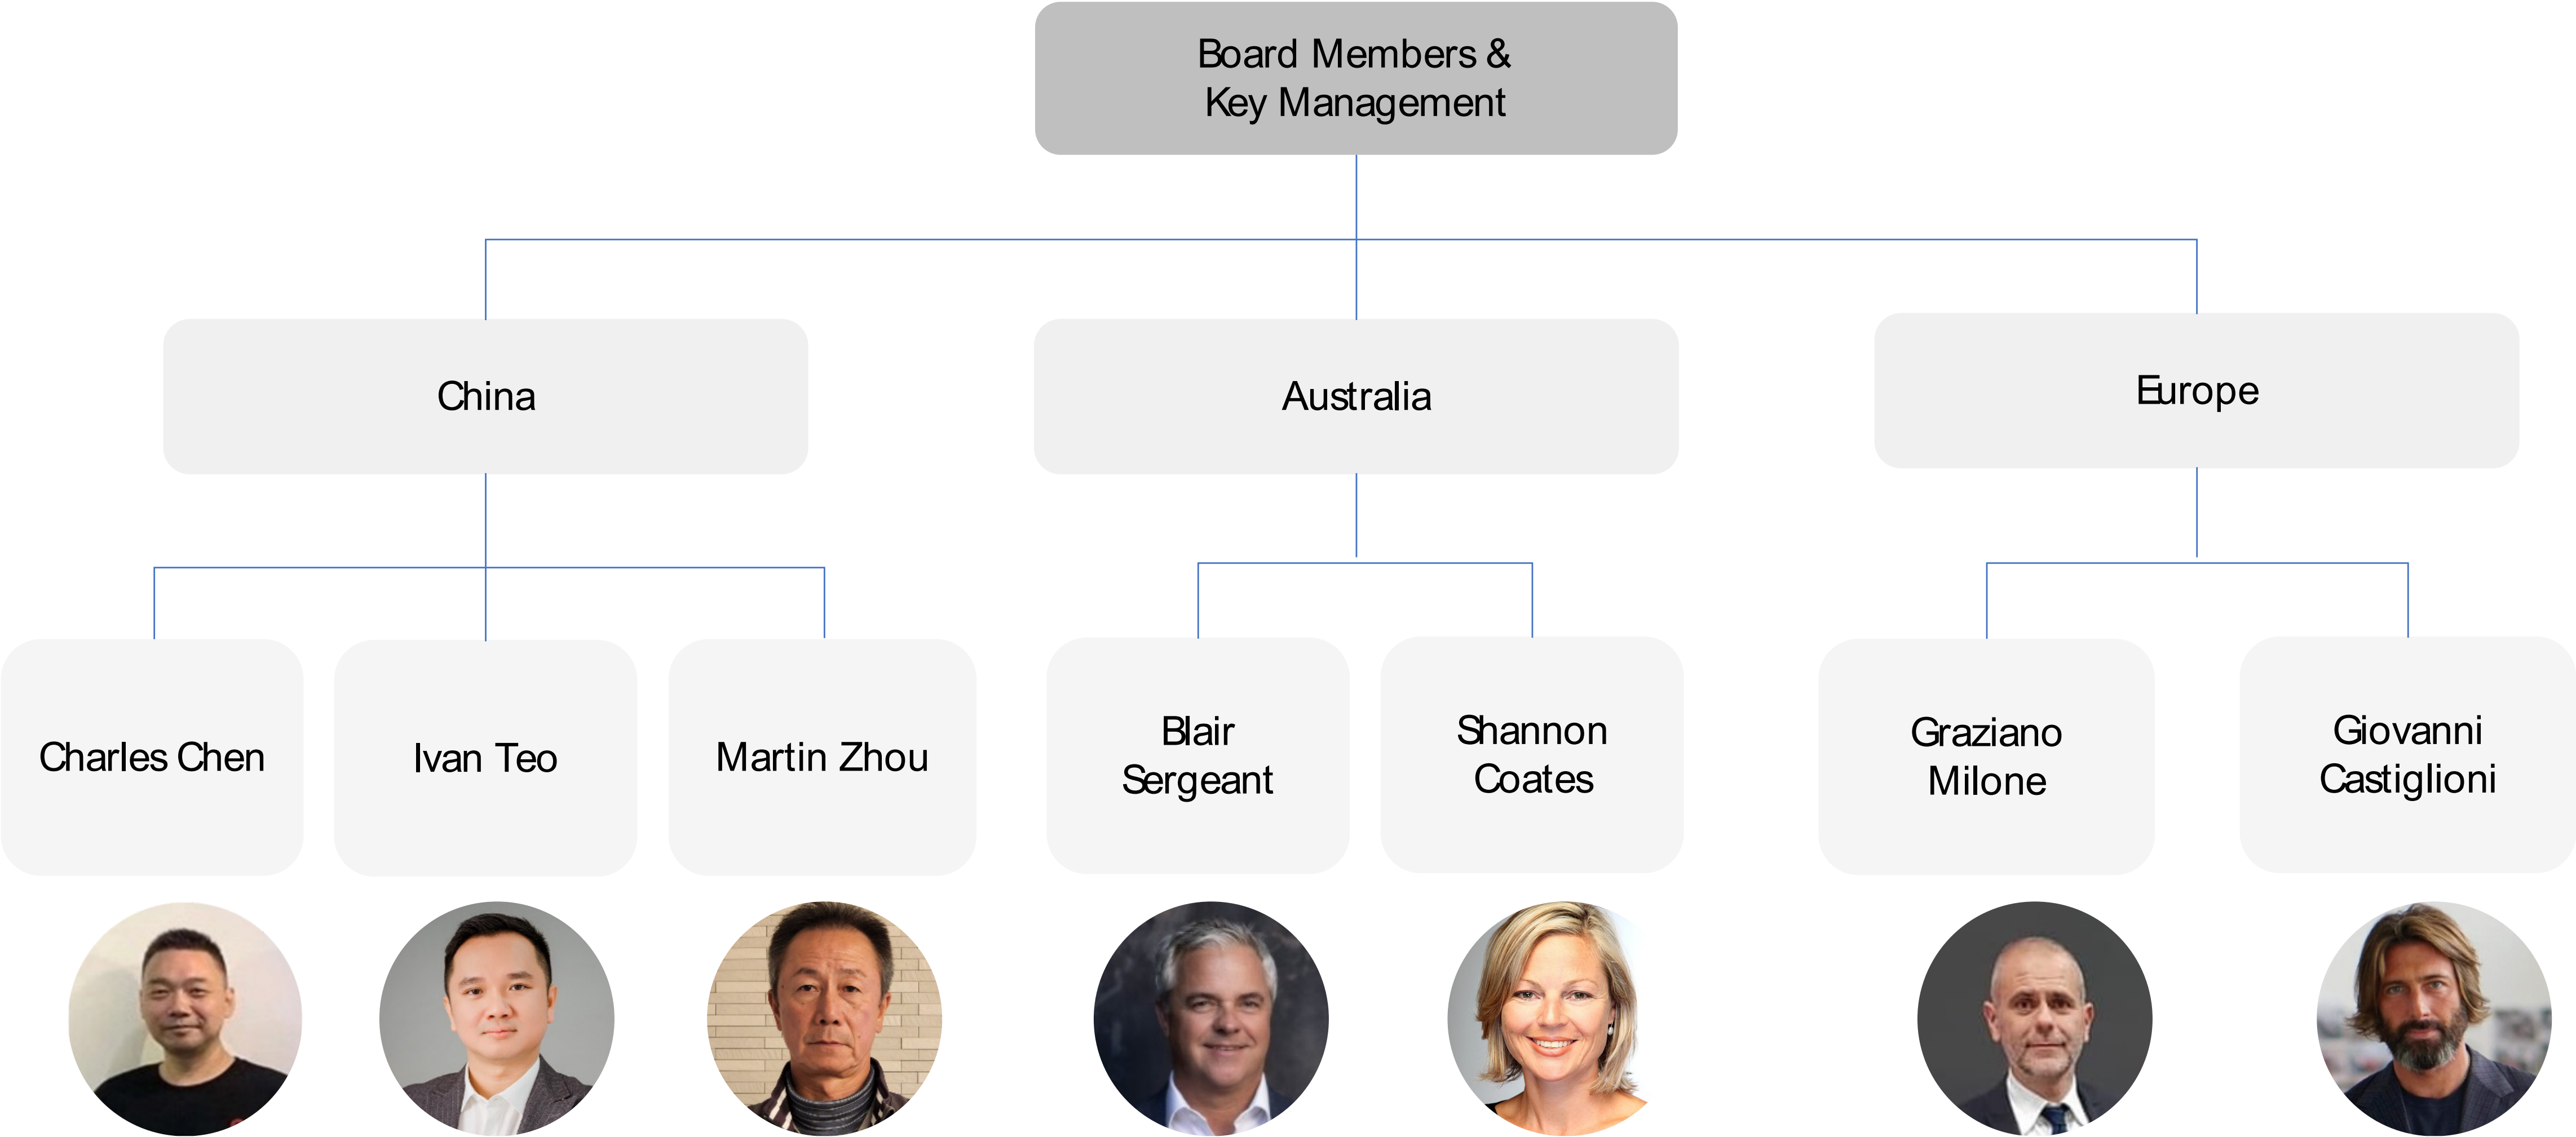 Board Members &
Key Management
China
Australia
Europe
Charles Chen
Ivan Teo
Martin Zhou
Blair
Sergeant
Shannon
Coates
Graziano
Milone
Giovanni
Castiglioni